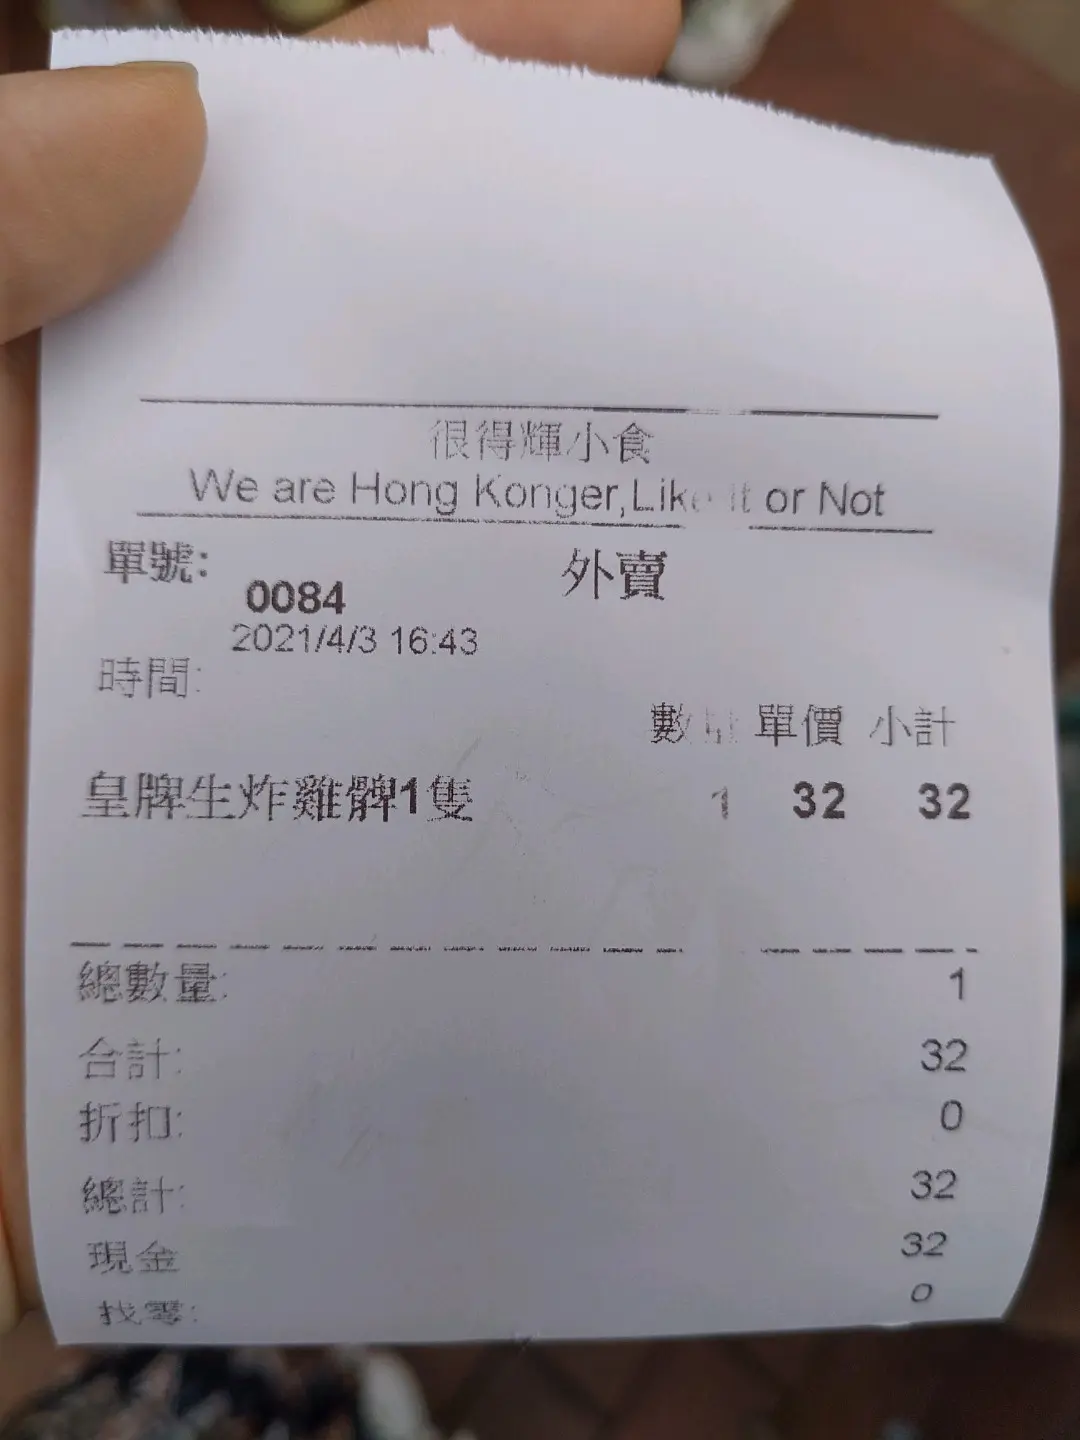 很得輝小食
We are Hong Konger,Like It or Not
單號:
外賣
0084
2021/4/3 16:43
時間:
數量 單價 小計
皇牌生炸雞髀1隻 1 32 32
總數量: 1
合計: 32
折扣: 0
總計: 32
現金 32
找零: 0